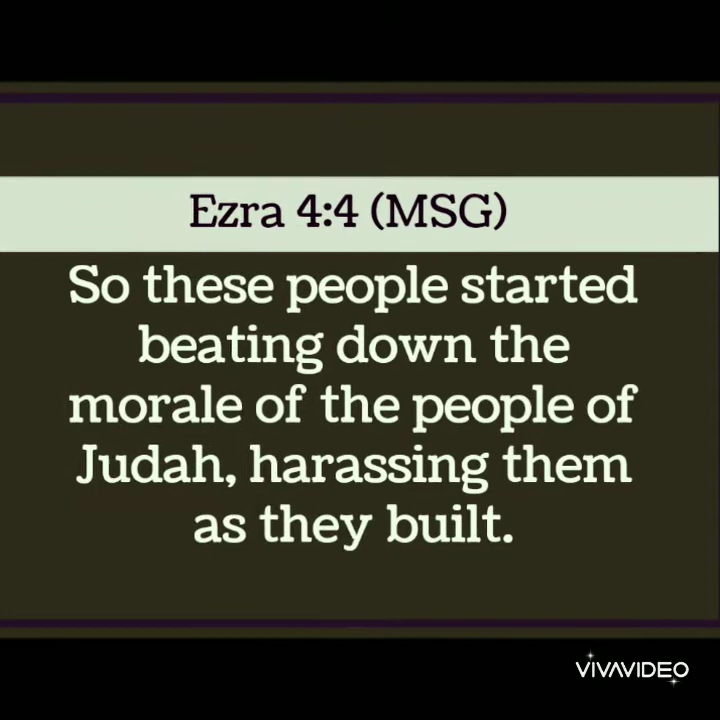 Ezra 4:4 (MSG)
So these people started
beating down the
morale of the people of
Judah, harassing them
as they built.
VIVAVIDEO